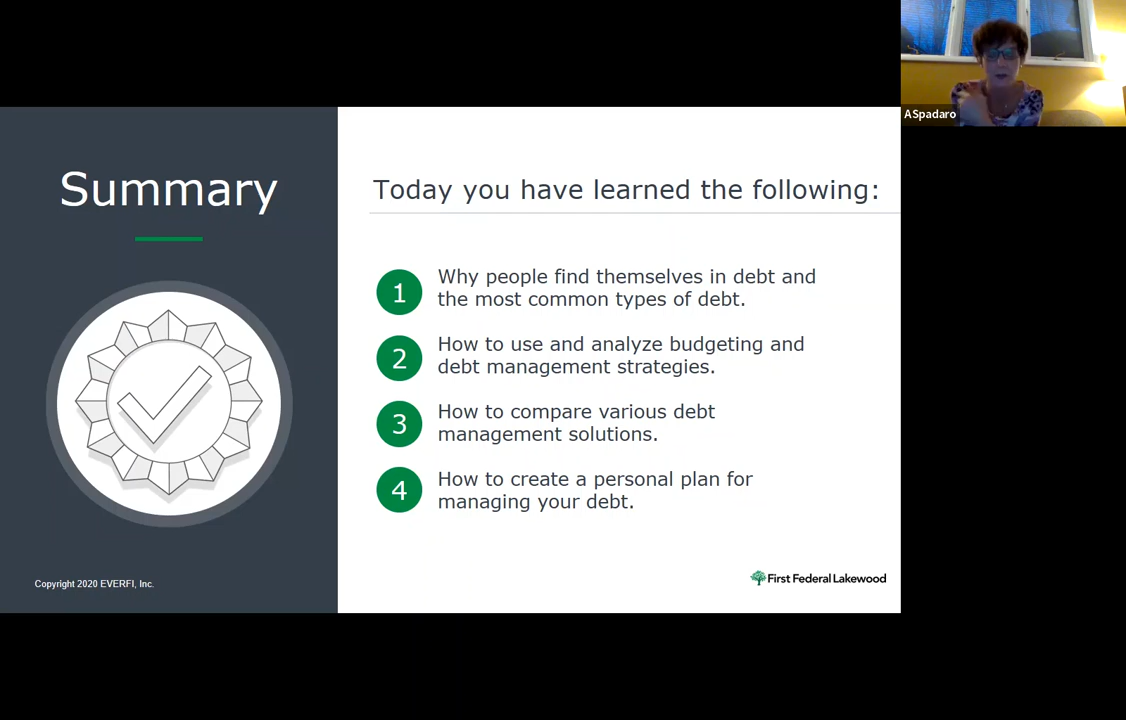 ASpadaro
Summary
Today you have learned the following:
1
Why people find themselves in debt and
the most common types of debt.
2
How to use and analyze budgeting and
debt management strategies.
3
How to compare various debt
management solutions.
4
How to create a personal plan for
managing your debt.
Copyright 2020 EVERFI, Inc.
First Federal Lakewood